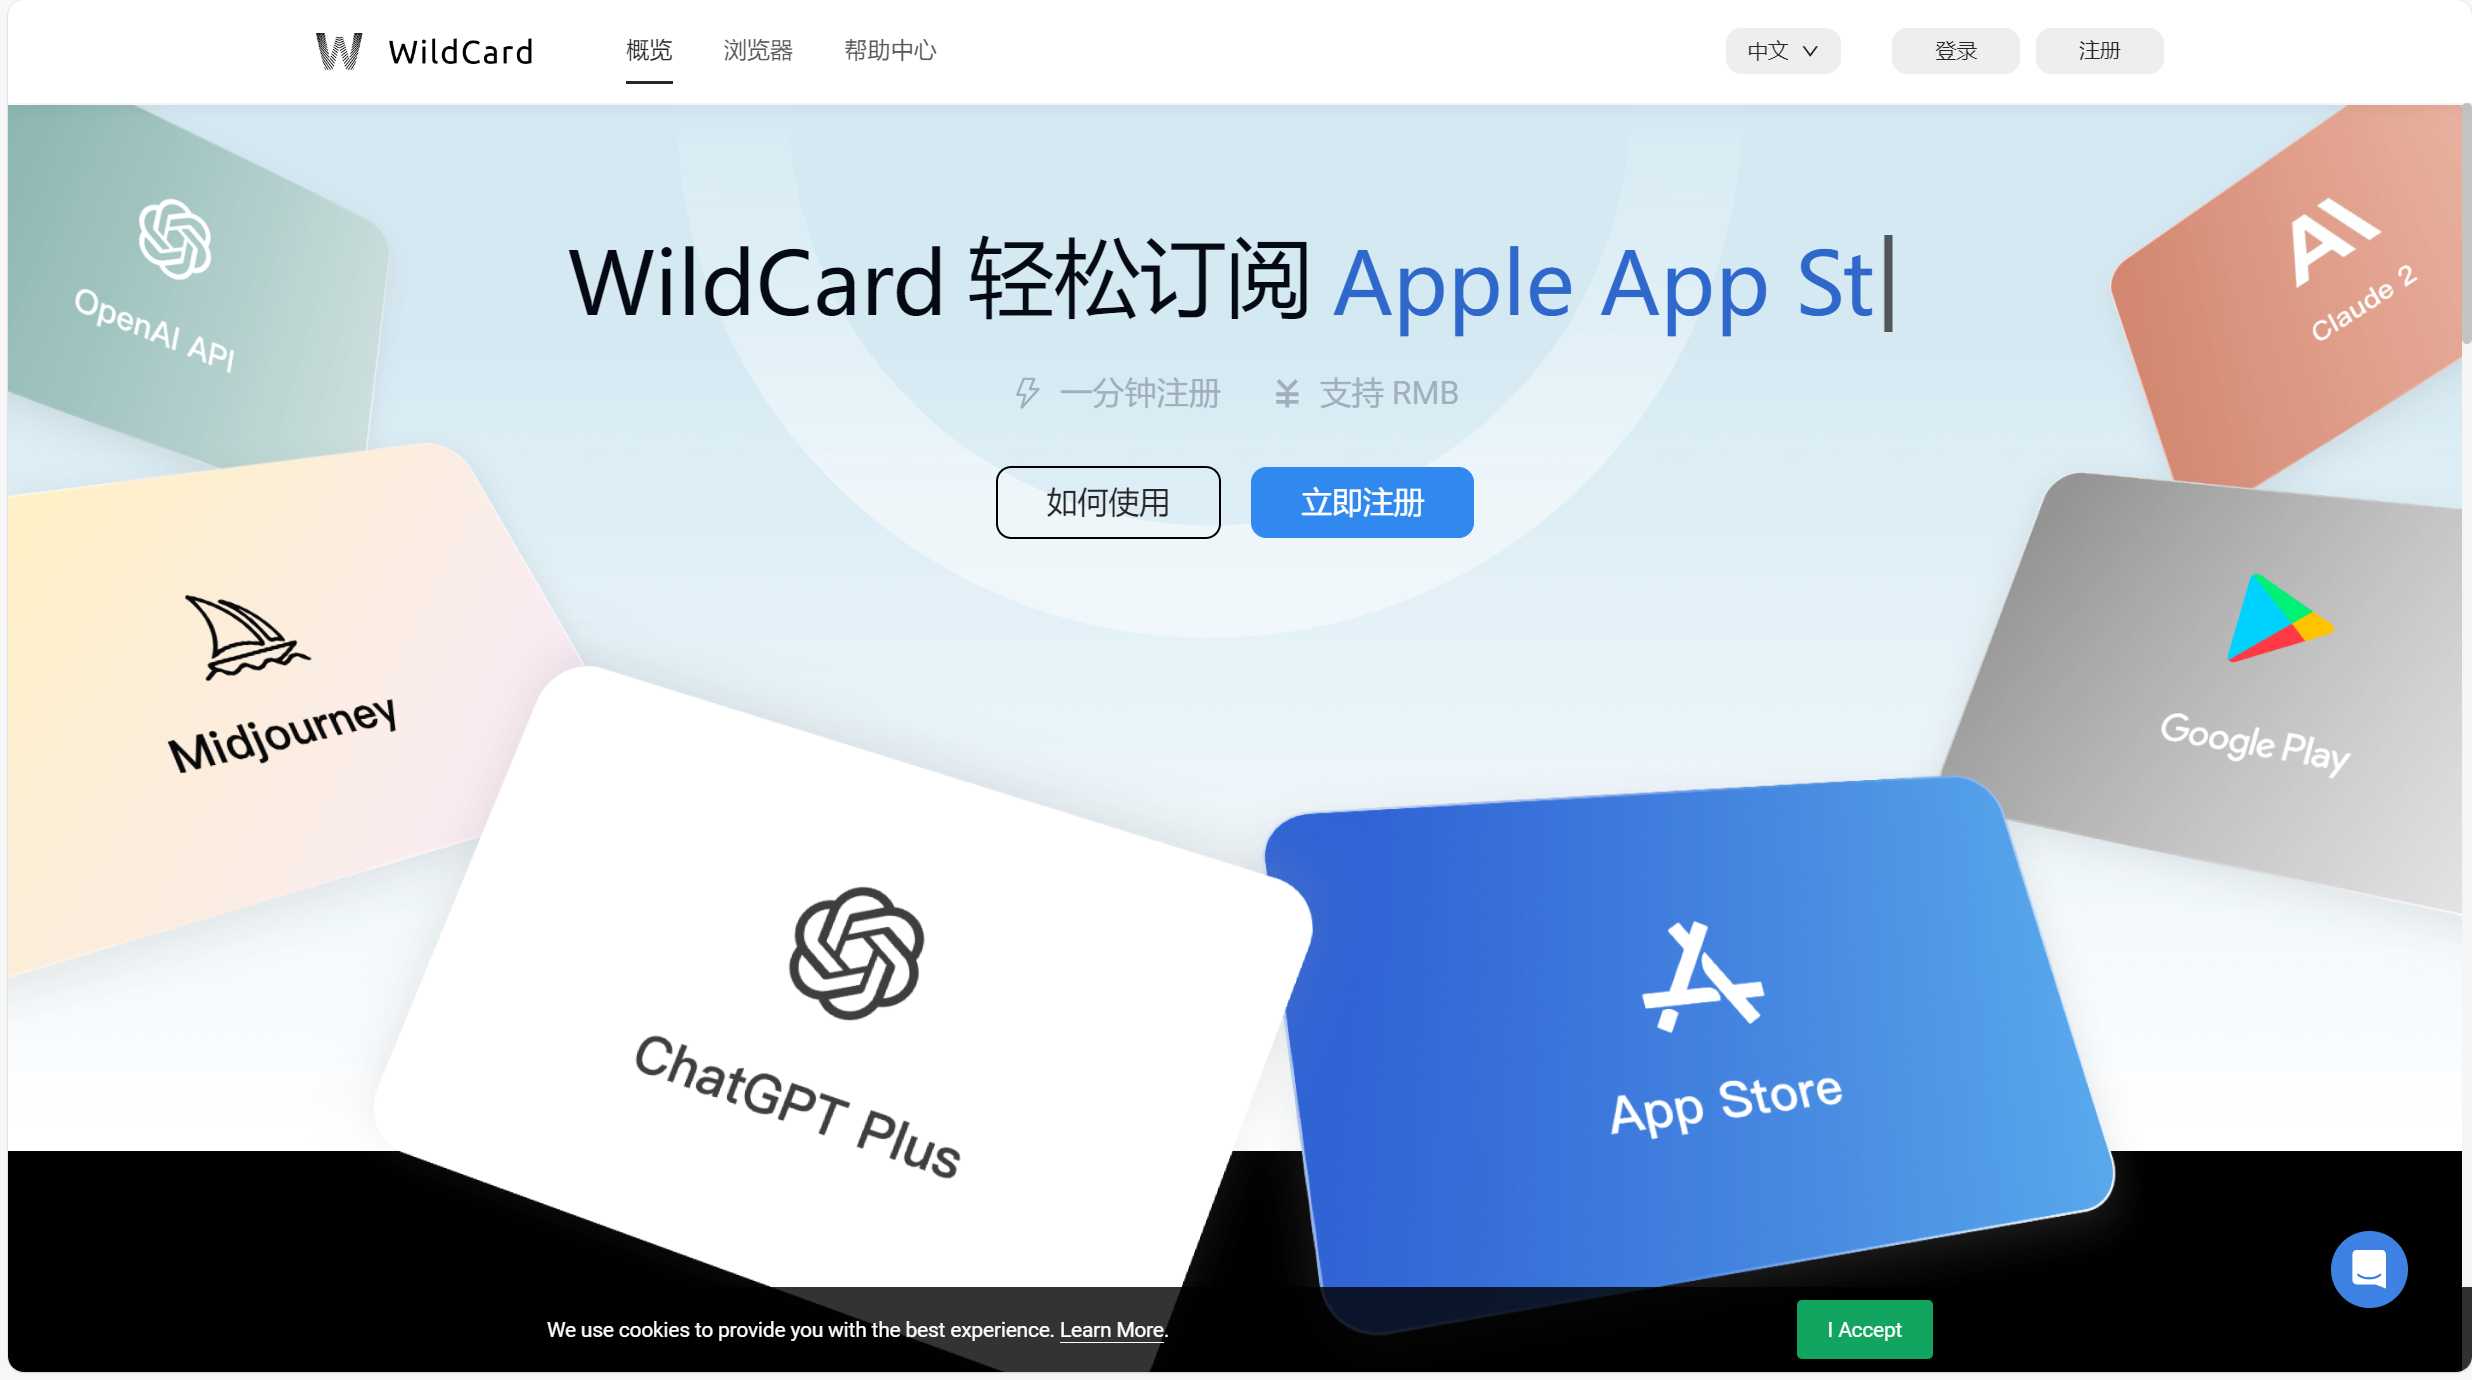 WildCard
概览
浏览器
帮助中心
中文
登录
注册
WildCard 轻松订阅 Apple App St
一分钟注册
支持 RMB
如何使用
立即注册
OpenAI API
Claude 2
Midjourney
Google Play
ChatGPT Plus
App Store
We use cookies to provide you with the best experience. Learn More.
I Accept